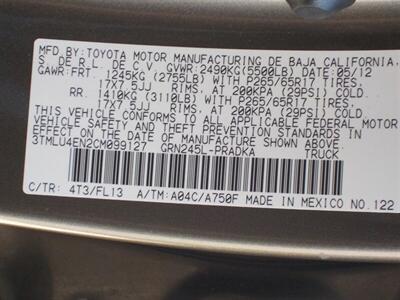 MFD.BY:TOYOTA MOTOR MANUFACTURING DE BAJA CALIFORNIA,
S. DE R.L. DE C.V. GVWR:2490KG(5500LB) DATE:05/12
GAWR:FRT. 1245KG(2755LB) WITH P265/65R17 TIRES,
17X7.5JJ RIMS, AT 200KPA (29PSI) COLD.
RR. 1410KG(3110LB) WITH P265/65R17 TIRES,
17X7.5JJ RIMS, AT 200KPA (29PSI) COLD.
THIS VEHICLE CONFORMS TO ALL APPLICABLE FEDERAL MOTOR
VEHICLE SAFETY AND THEFT PREVENTION STANDARDS IN
EFFECT ON THE DATE OF MANUFACTURE SHOWN ABOVE.
3TMLU4EN2CM099127 GRN245L-PRADKA TRUCK
C/TR: 4T3/FL13 A/TM:A04C/A750F MADE IN MEXICO NO.122